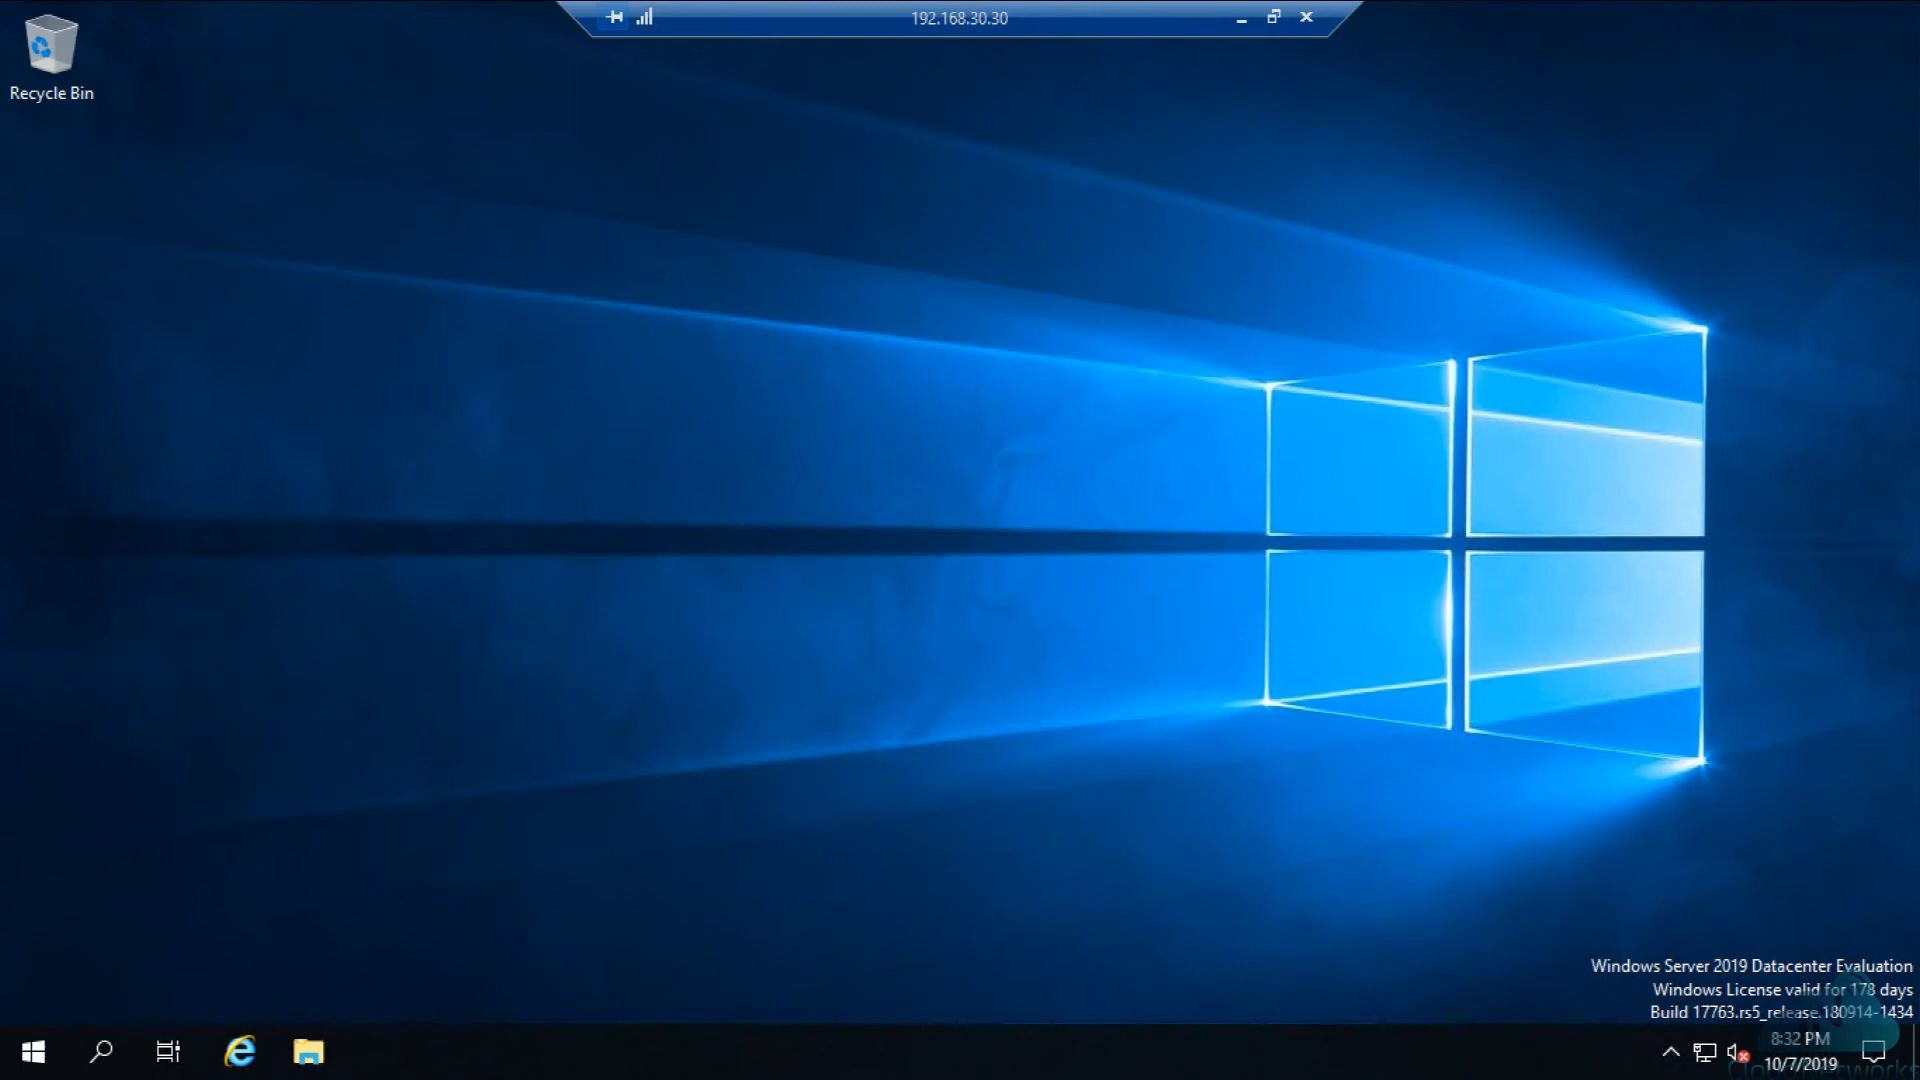 192.168.30.30
Recycle Bin
Windows Server 2019 Datacenter Evaluation
Windows License valid for 178 days
Build 17763.rs5_release.180914-1434
8:32 PM
10/7/2019